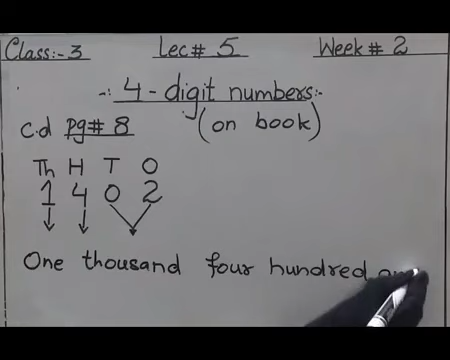 Class:- 3 Lec# 5 Week # 2
-: 4 - digit numbers:-
c.d pg# 8 (on book)
Th H T O
1 4 0 2
One thousand four hundred